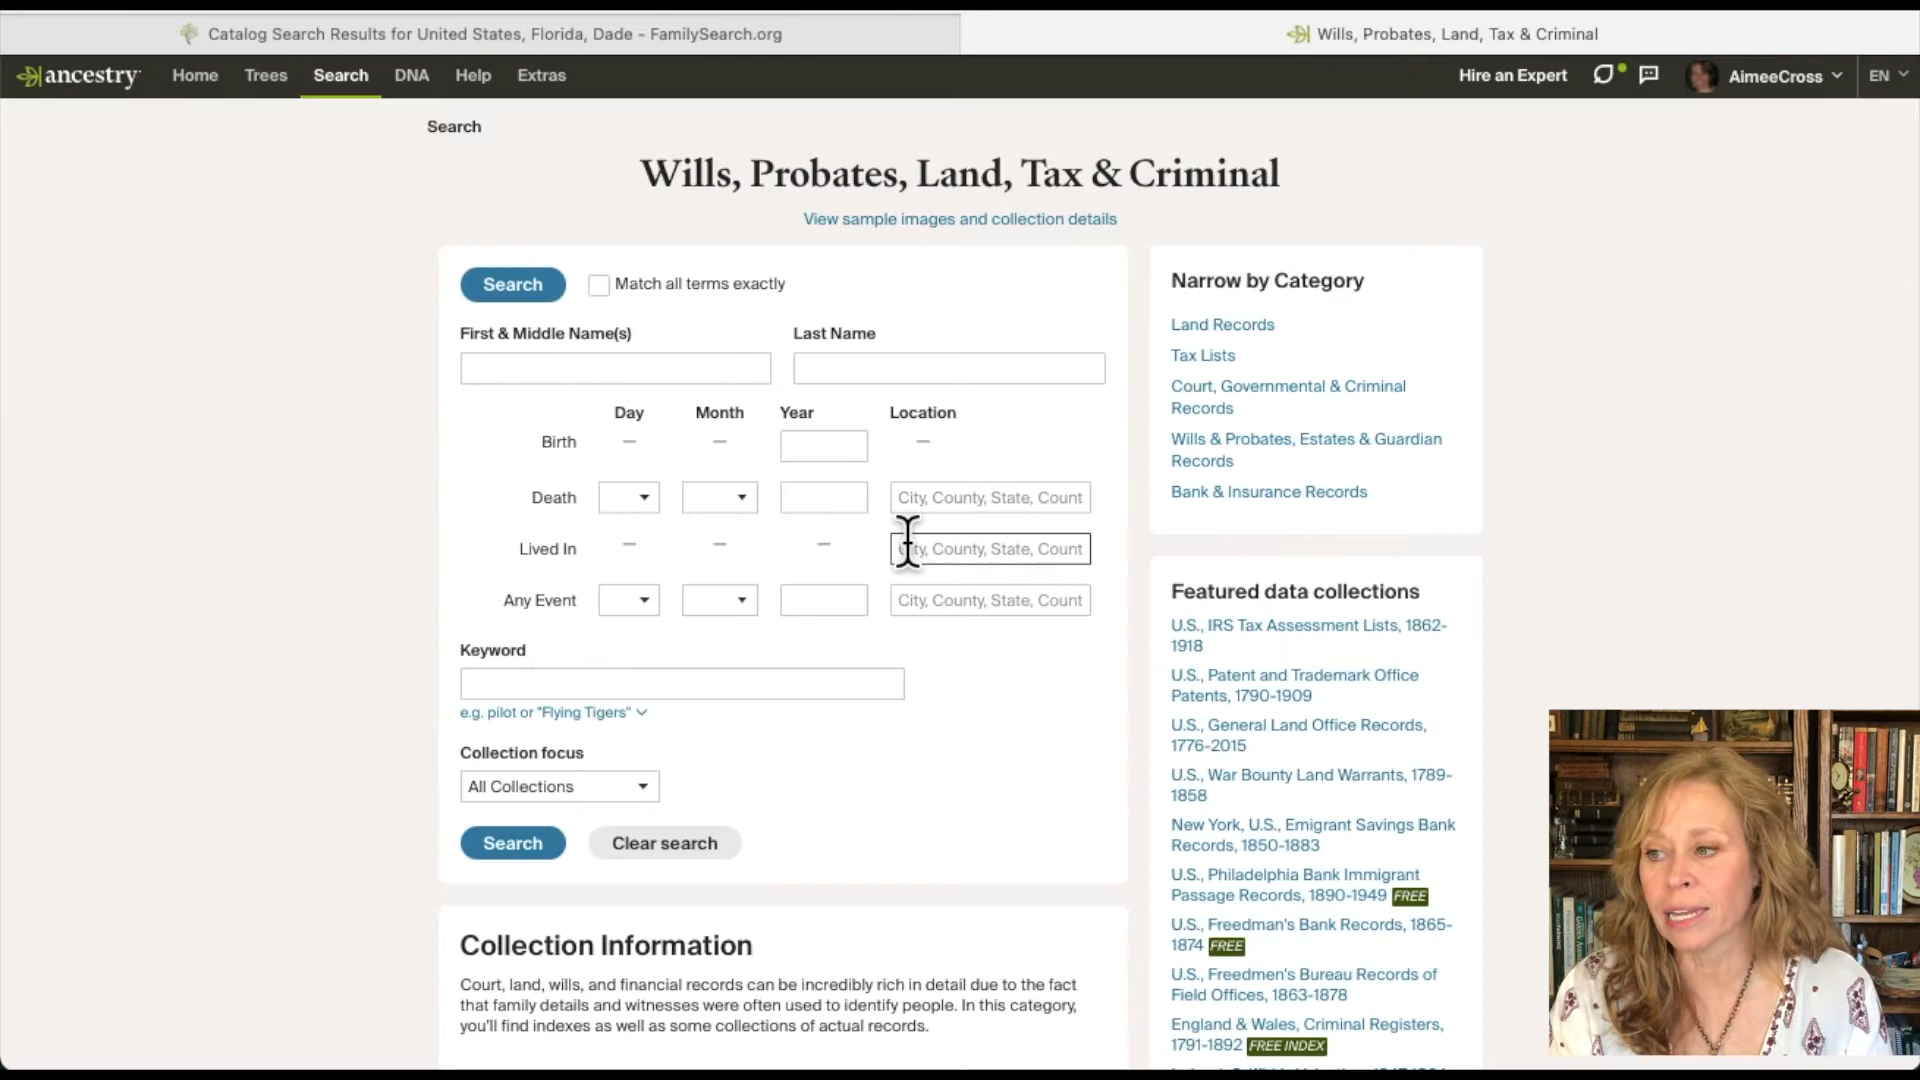 Catalog Search Results for United States, Florida, Dade - FamilySearch.org
Wills, Probates, Land, Tax & Criminal
ancestry
Home
Trees
Search
DNA
Help
Extras
Hire an Expert
AimeeCross
EN
Search
Wills, Probates, Land, Tax & Criminal
View sample images and collection details
Search
Match all terms exactly
First & Middle Name(s)
Last Name
Day
Month
Year
Location
Birth
Death
City, County, State, Count
Lived In
City, County, State, Count
Any Event
City, County, State, Count
Keyword
e.g. pilot or "Flying Tigers"
Collection focus
All Collections
Search
Clear search
Collection Information
Court, land, wills, and financial records can be incredibly rich in detail due to the fact
that family details and witnesses were often used to identify people. In this category,
you'll find indexes as well as some collections of actual records.
Narrow by Category
Land Records
Tax Lists
Court, Governmental & Criminal
Records
Wills & Probates, Estates & Guardian
Records
Bank & Insurance Records
Featured data collections
U.S., IRS Tax Assessment Lists, 1862-
1918
U.S., Patent and Trademark Office
Patents, 1790-1909
U.S., General Land Office Records,
1776-2015
U.S., War Bounty Land Warrants, 1789-
1858
New York, U.S., Emigrant Savings Bank
Records, 1850-1883
U.S., Philadelphia Bank Immigrant
Passage Records, 1890-1949 FREE
U.S., Freedman's Bank Records, 1865-
1874 FREE
U.S., Freedmen's Bureau Records of
Field Offices, 1863-1878
England & Wales, Criminal Registers,
1791-1892 FREE INDEX